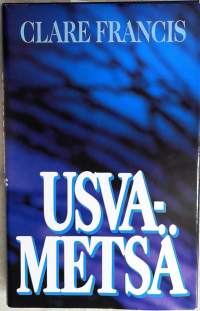 CLARE FRANCIS
USVA-
METSÄ